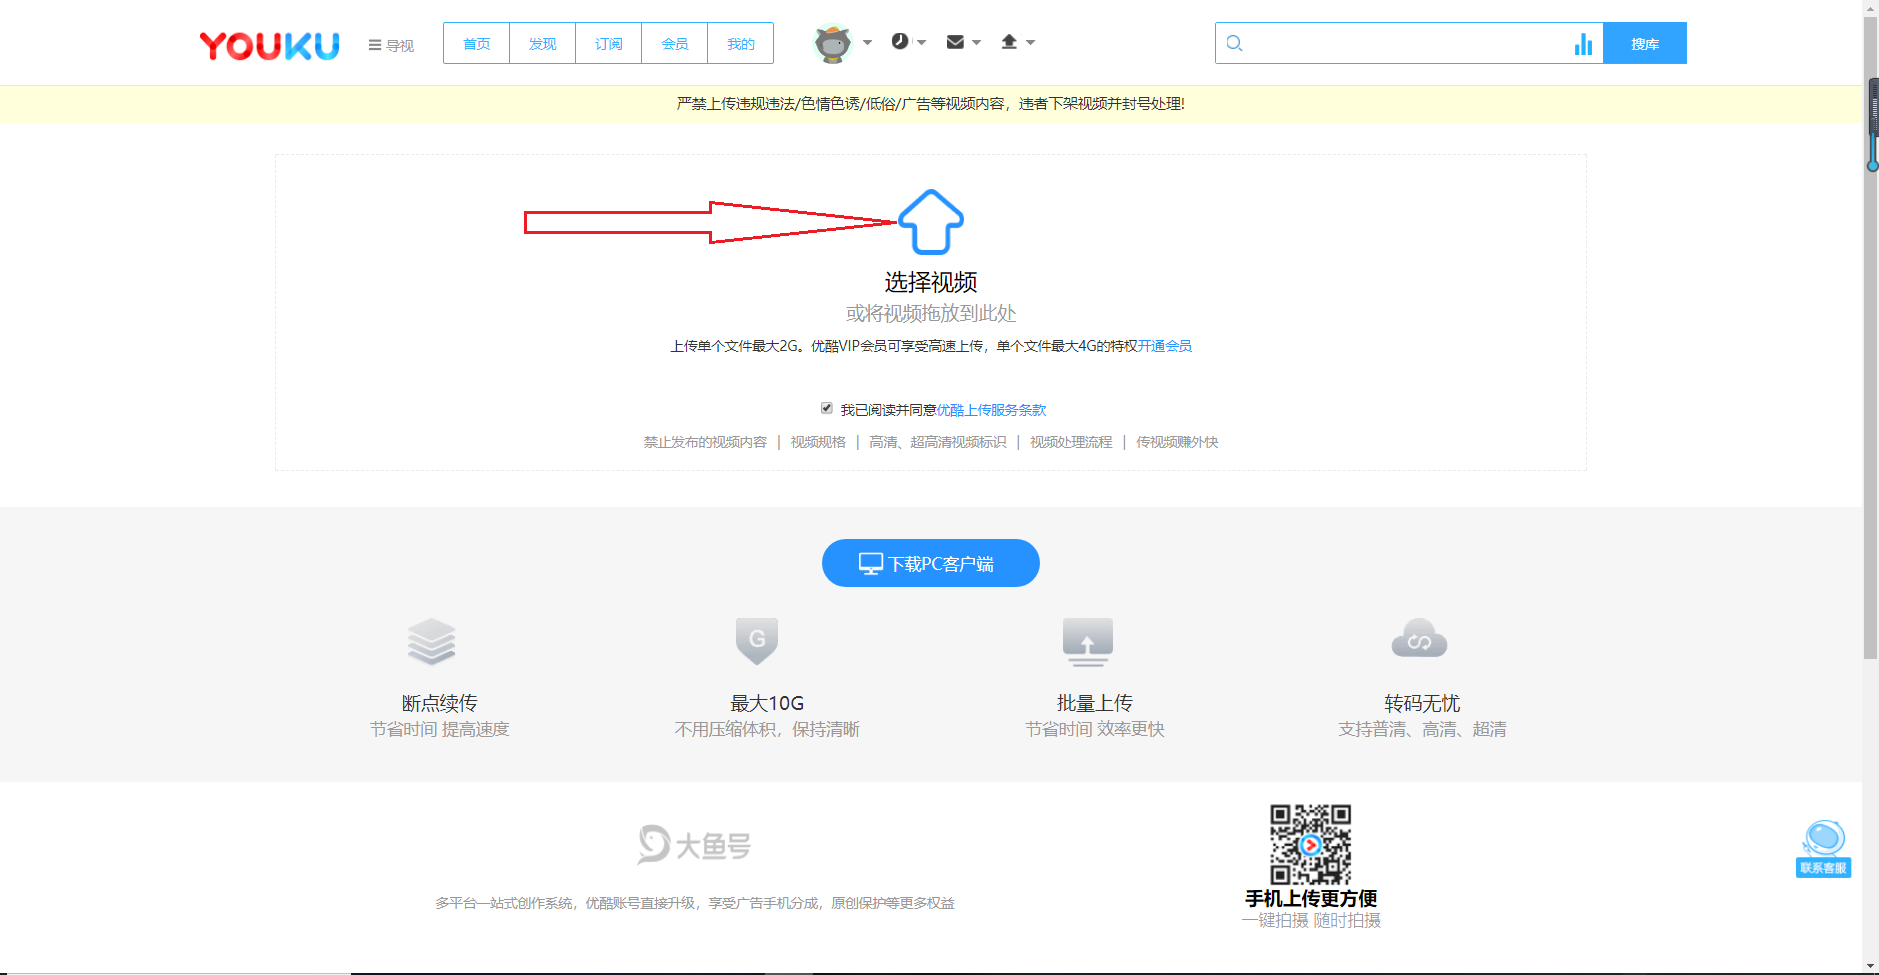 YOUKU
导视
首页 发现 订阅 会员 我的
搜库
严禁上传违规违法/色情色诱/低俗/广告等视频内容，违者下架视频并封号处理!
选择视频
或将视频拖放到此处
上传单个文件最大2G。优酷VIP会员可享受高速上传，单个文件最大4G的特权开通会员
我已阅读并同意优酷上传服务条款
禁止发布的视频内容 | 视频规格 | 高清、超高清视频标识 | 视频处理流程 | 传视频赚外快
下载PC客户端
G
断点续传
节省时间 提高速度
最大10G
不用压缩体积，保持清晰
批量上传
节省时间 效率更快
转码无忧
支持普清、高清、超清
大鱼号
多平台一站式创作系统，优酷账号直接升级，享受广告手机分成，原创保护等更多权益
手机上传更方便
一键拍摄 随时拍摄
联系客服